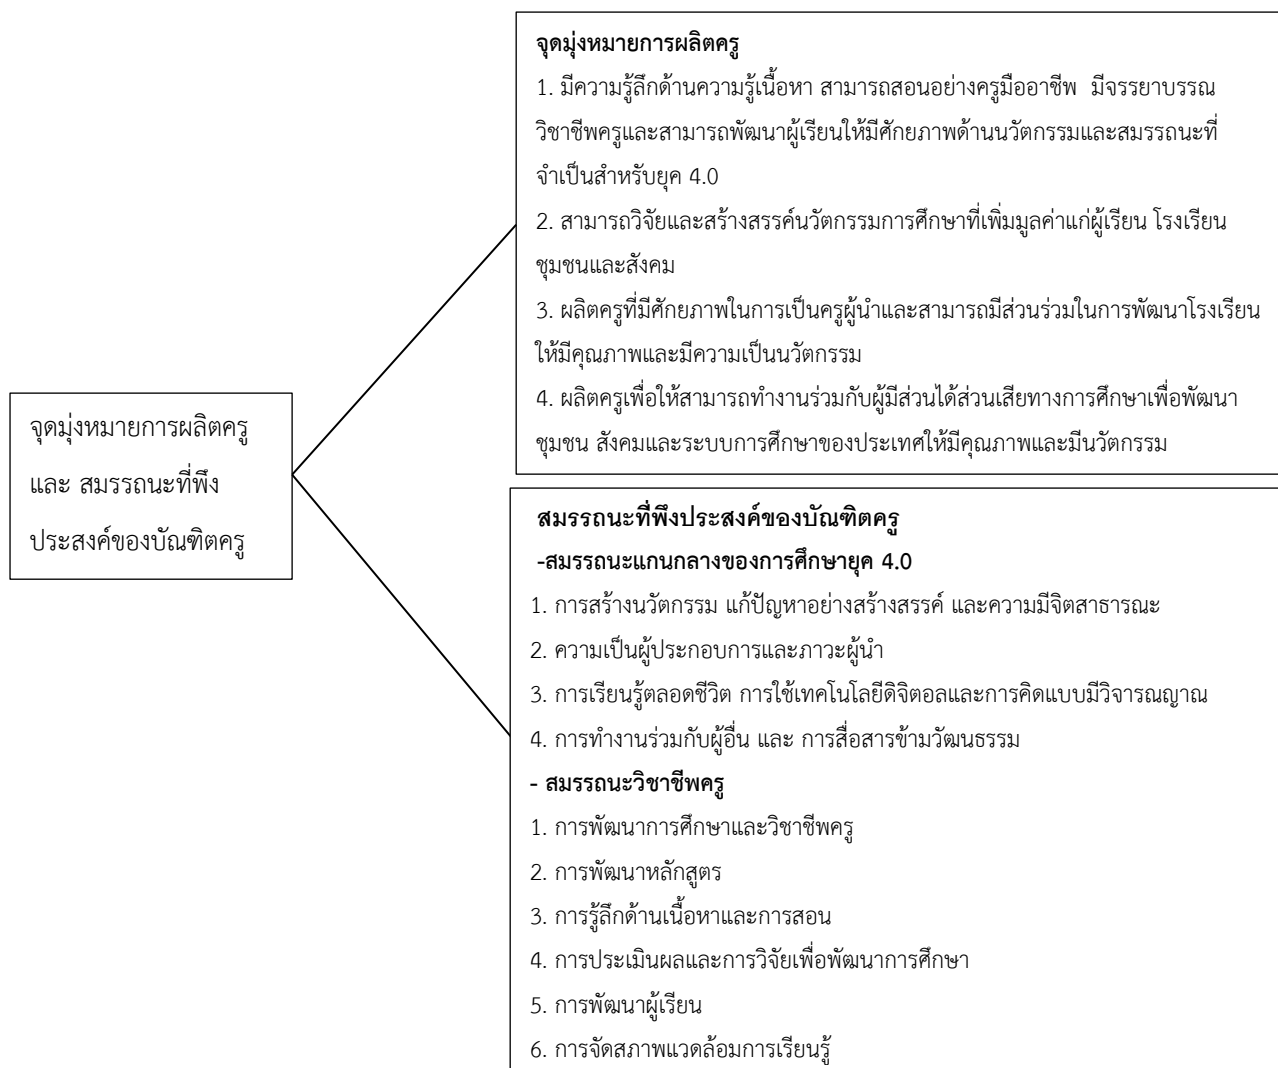 จุดมุ่งหมายการผลิตครู
1. มีความรู้ลึกด้านความรู้เนื้อหา สามารถสอนอย่างครูมืออาชีพ  มีจรรยาบรรณ
วิชาชีพครูและสามารถพัฒนาผู้เรียนให้มีศักยภาพด้านนวัตกรรมและสมรรถนะที่
จำเป็นสำหรับยุค 4.0
2. สามารถวิจัยและสร้างสรรค์นวัตกรรมการศึกษาที่เพิ่มมูลค่าแก่ผู้เรียน โรงเรียน
ชุมชนและสังคม
3. ผลิตครูที่มีศักยภาพในการเป็นครูผู้นำและสามารถมีส่วนร่วมในการพัฒนาโรงเรียน
ให้มีคุณภาพและมีความเป็นนวัตกรรม
4. ผลิตครูเพื่อให้สามารถทำงานร่วมกับผู้มีส่วนได้ส่วนเสียทางการศึกษาเพื่อพัฒนา
ชุมชน สังคมและระบบการศึกษาของประเทศให้มีคุณภาพและมีนวัตกรรม
จุดมุ่งหมายการผลิตครู
และ สมรรถนะที่พึง
ประสงค์ของบัณฑิตครู
สมรรถนะที่พึงประสงค์ของบัณฑิตครู
-สมรรถนะแกนกลางของการศึกษายุค 4.0
1. การสร้างนวัตกรรม แก้ปัญหาอย่างสร้างสรรค์ และความมีจิตสาธารณะ
2. ความเป็นผู้ประกอบการและภาวะผู้นำ
3. การเรียนรู้ตลอดชีวิต การใช้เทคโนโลยีดิจิตอลและการคิดแบบมีวิจารณญาณ
4. การทำงานร่วมกับผู้อื่น และ การสื่อสารข้ามวัฒนธรรม
- สมรรถนะวิชาชีพครู
1. การพัฒนาการศึกษาและวิชาชีพครู
2. การพัฒนาหลักสูตร
3. การรู้ลึกด้านเนื้อหาและการสอน
4. การประเมินผลและการวิจัยเพื่อพัฒนาการศึกษา
5. การพัฒนาผู้เรียน
6. การจัดสภาพแวดล้อมการเรียนรู้